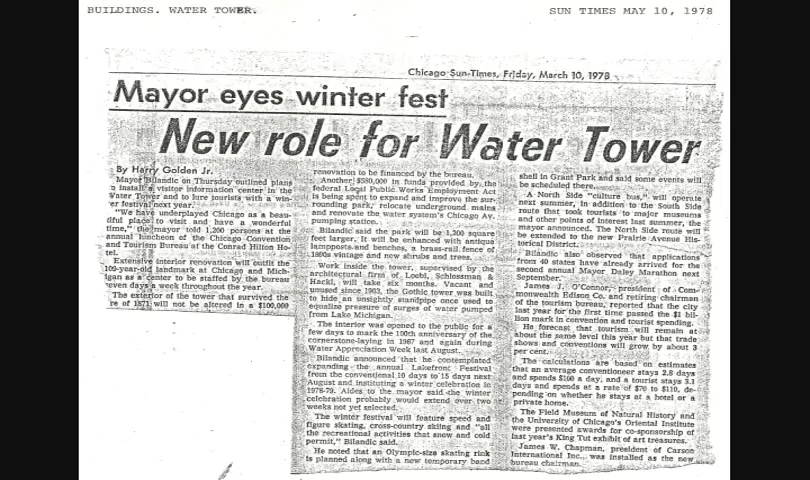 BUILDINGS. WATER TOWER.
SUN TIMES MAY 10, 1978
Chicago Sun-Times, Friday, March 10, 1978
Mayor eyes winter fest
New role for Water Tower
By Harry Golden Jr.
Mayor Bilandic on Thursday outlined plans
to install a visitor information center in the
Water Tower and to lure tourists with a win-
ter festival next year.
"We have underplayed Chicago as a beau-
tiful place to visit and have a wonderful
time," the mayor told 1,200 persons at the
annual luncheon of the Chicago Convention
and Tourism Bureau at the Conrad Hilton Ho-
tel.
Extensive interior renovation will outfit the
109-year-old landmark at Chicago and Mich-
igan as a center to be staffed by the bureau
seven days a week throughout the year.
The exterior of the tower that survived the
re of 1871 will not be altered in a $100,000
renovation to be financed by the bureau.
Another $580,000 in funds provided by the
federal Local Public Works Employment Act
is being spent to expand and improve the sur-
rounding park, relocate underground mains
and renovate the water system's Chicago Av.
pumping station.
Bilandic said the park will be 1,200 square
feet larger. It will be enhanced with antique
lampposts and benches, a brass-rail fence of
1890s vintage and new shrubs and trees.
Work inside the tower, supervised by the
architectural firm of Loebl, Schlossman &
Hackl, will take six months. Vacant and
unused since 1963, the Gothic tower was built
to hide an unsightly standpipe once used to
equalize pressure of surges of water pumped
from Lake Michigan.
The interior was opened to the public for a
few days to mark the 100th anniversary of the
cornerstone-laying in 1967 and again during
Water Appreciation Week last August.
Bilandic announced that he contemplated
expanding the annual Lakefront Festival
from the conventional 10 days to 15 days next
August and instituting a winter celebration in
1978-79. Aides to the mayor said the winter
celebration probably would extend over two
weeks not yet selected.
The winter festival will feature speed and
figure skating, cross-country skiing and "all
the recreational activities that snow and cold
permit," Bilandic said.
He noted that an Olympic-size skating rink
is planned along with a new temporary band
shell in Grant Park and said some events will
be scheduled there.
A North Side "culture bus," will operate
next summer, in addition to the South Side
route that took tourists to major museums
and other points of interest last summer, the
mayor announced. The North Side route will
be extended to the new Prairie Avenue His-
torical District.
Bilandic also observed that applications
from 40 states have already arrived for the
second annual Mayor Daley Marathon next
September.
James J. O'Connor, president of Com-
monwealth Edison Co. and retiring chairman
of the tourism bureau, reported that the city
last year for the first time passed the $1 bil-
lion mark in convention and tourist spending.
He forecast that tourism will remain at
about the same level this year but that trade
shows and conventions will grow by about 3
per cent.
The calculations are based on estimates
that an average conventioneer stays 2.8 days
and spends $100 a day, and a tourist stays 3.1
days and spends at a rate of $70 to $110, de-
pending on whether he stays at a hotel or a
private home.
The Field Museum of Natural History and
the University of Chicago's Oriental Institute
were presented awards for co-sponsorship of
last year's King Tut exhibit of art treasures.
James W. Chapman, president of Carson
International Inc., was installed as the new
bureau chairman.